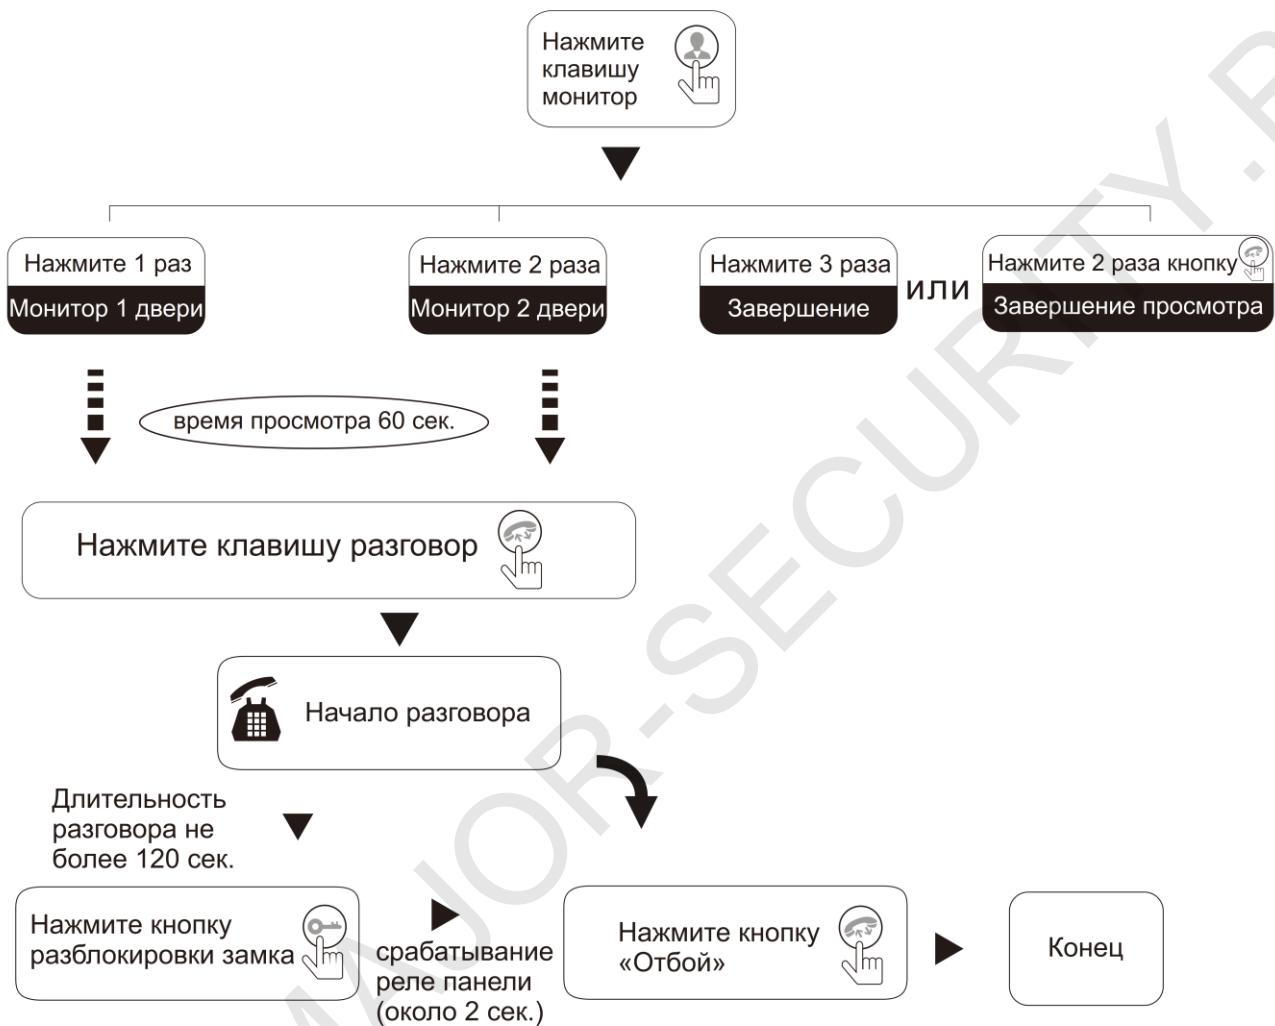 Нажмите
клавишу
монитор
Нажмите 1 раз
Монитор 1 двери
Нажмите 2 раза
Монитор 2 двери
Нажмите 3 раза
Завершение
или
Нажмите 2 раза кнопку
Завершение просмотра
время просмотра 60 сек.
Нажмите клавишу разговор
Начало разговора
Длительность
разговора не
более 120 сек.
Нажмите кнопку
разблокировки замка
срабатывание
реле панели
(около 2 сек.)
Нажмите кнопку
«Отбой»
Конец
MAJOR-SECURITY.R